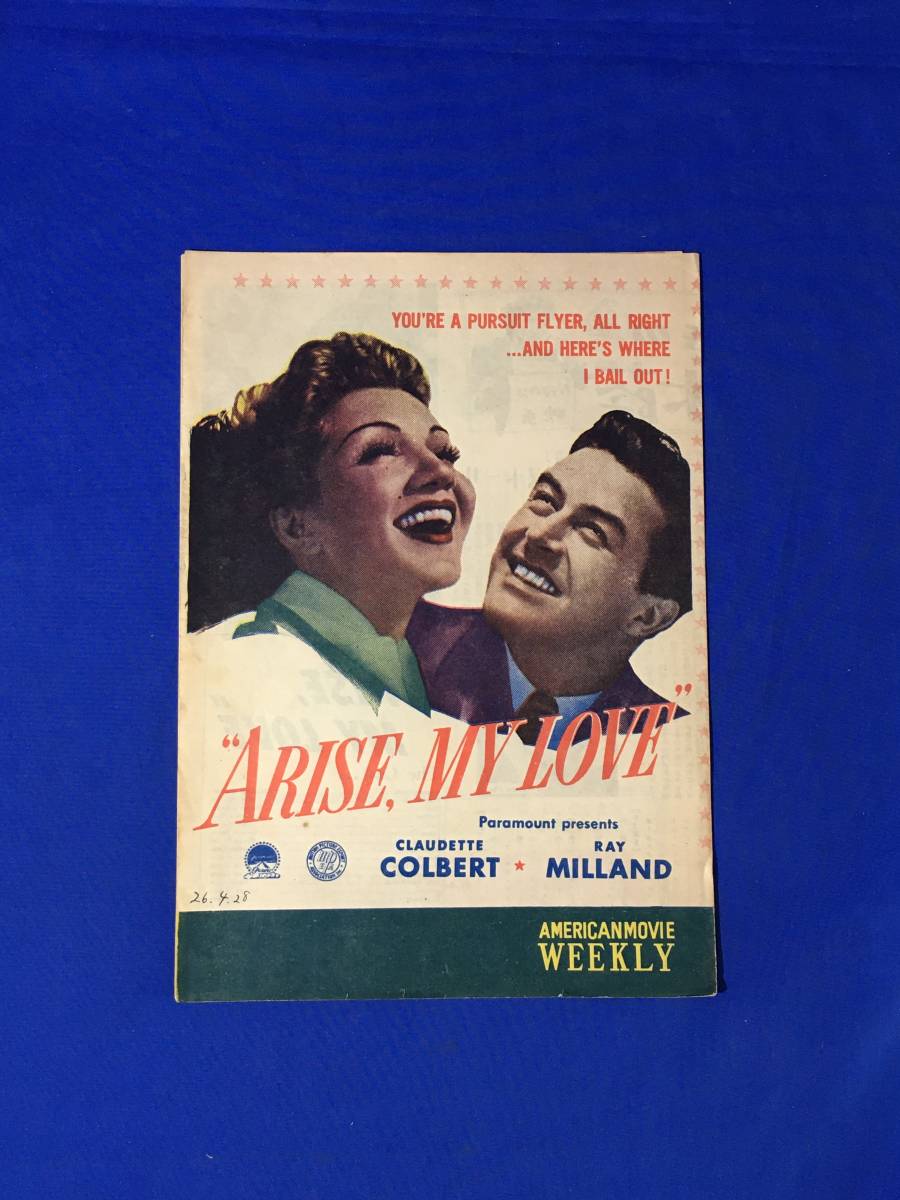 YOU'RE A PURSUIT FLYER, ALL RIGHT
...AND HERE'S WHERE
I BAIL OUT!
"ARISE, MY LOVE"
Paramount presents
CLAUDETTE COLBERT ★ RAY MILLAND
26.4.28
AMERICANMOVIE
WEEKLY